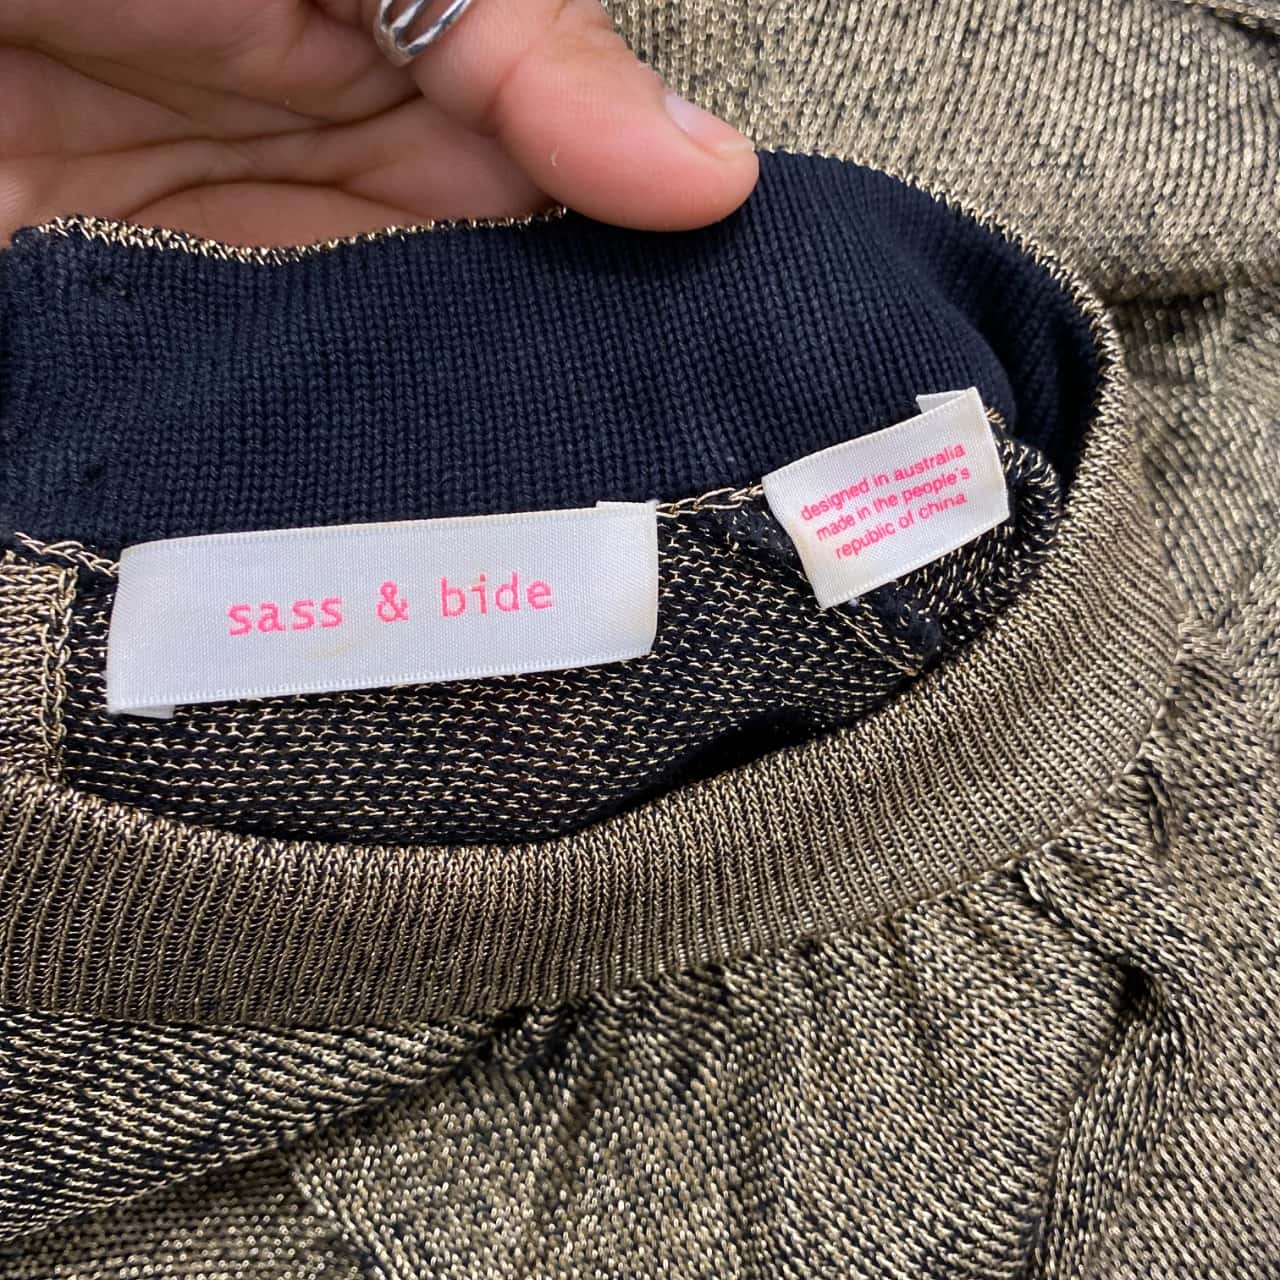 sass & bide
designed in australia
made in the people's
republic of china